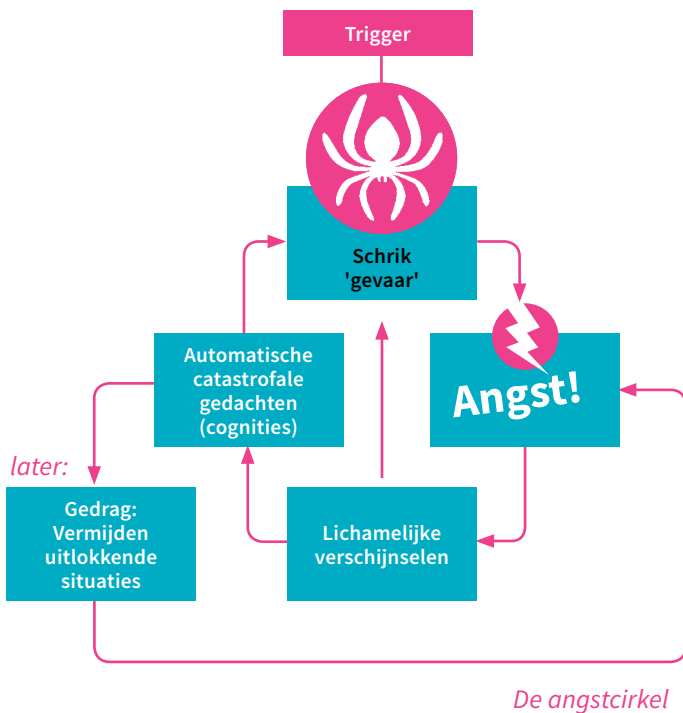 Trigger
Schrik
'gevaar'
Automatische
catastrofale
gedachten
(cognities)
Angst!
later:
Gedrag:
Vermijden
uitlokkende
situaties
Lichamelijke
verschijnselen
De angstcirkel